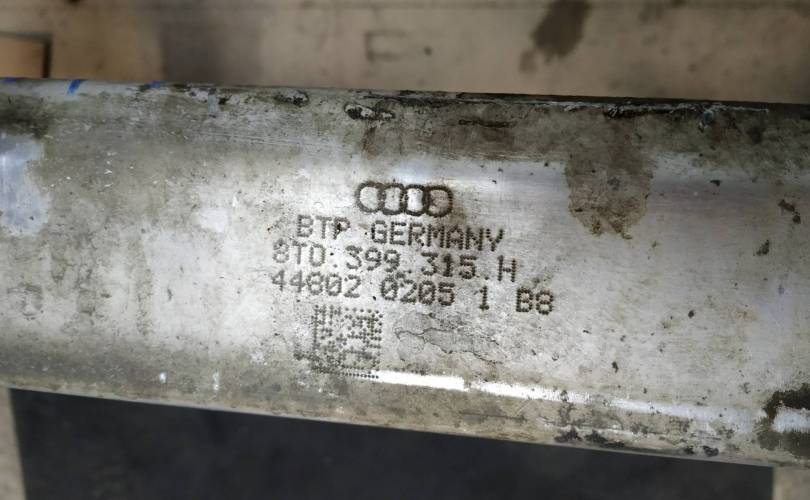 BTP GERMANY
8T0.399.315.H
44802 0205 1 B8